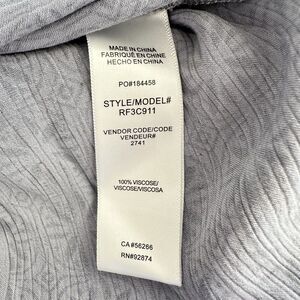 MADE IN CHINA
FABRIQUÉ EN CHINE
HECHO EN CHINA
PO#184458
STYLE/MODEL#
RF3C911
VENDOR CODE/CODE
VENDEUR#
2741
100% VISCOSE/
VISCOSE/VISCOSA
CA#56266
RN#92874